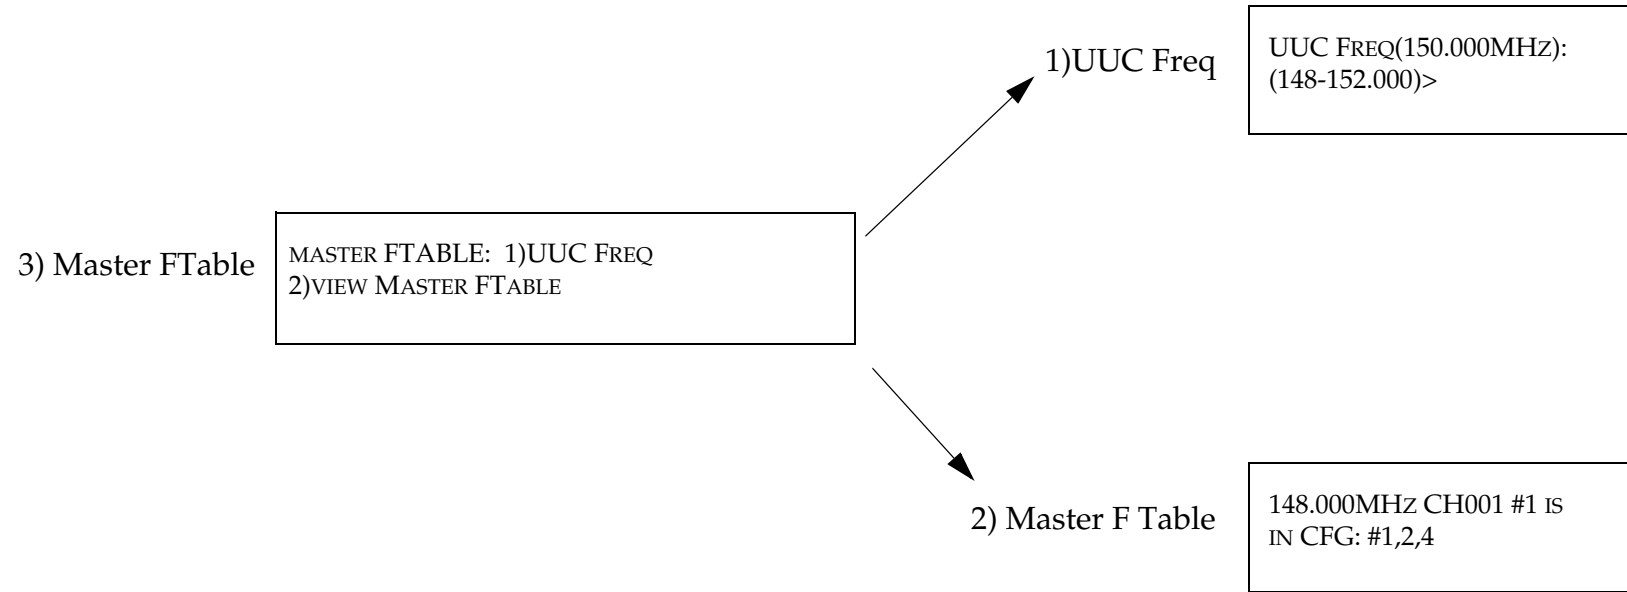 1)UUC Freq
UUC FREQ(150.000MHZ):
(148-152.000)>
3) Master FTable
MASTER FTABLE: 1)UUC FREQ
2)VIEW MASTER FTABLE
2) Master F Table
148.000MHZ CH001 #1 IS
IN CFG: #1,2,4